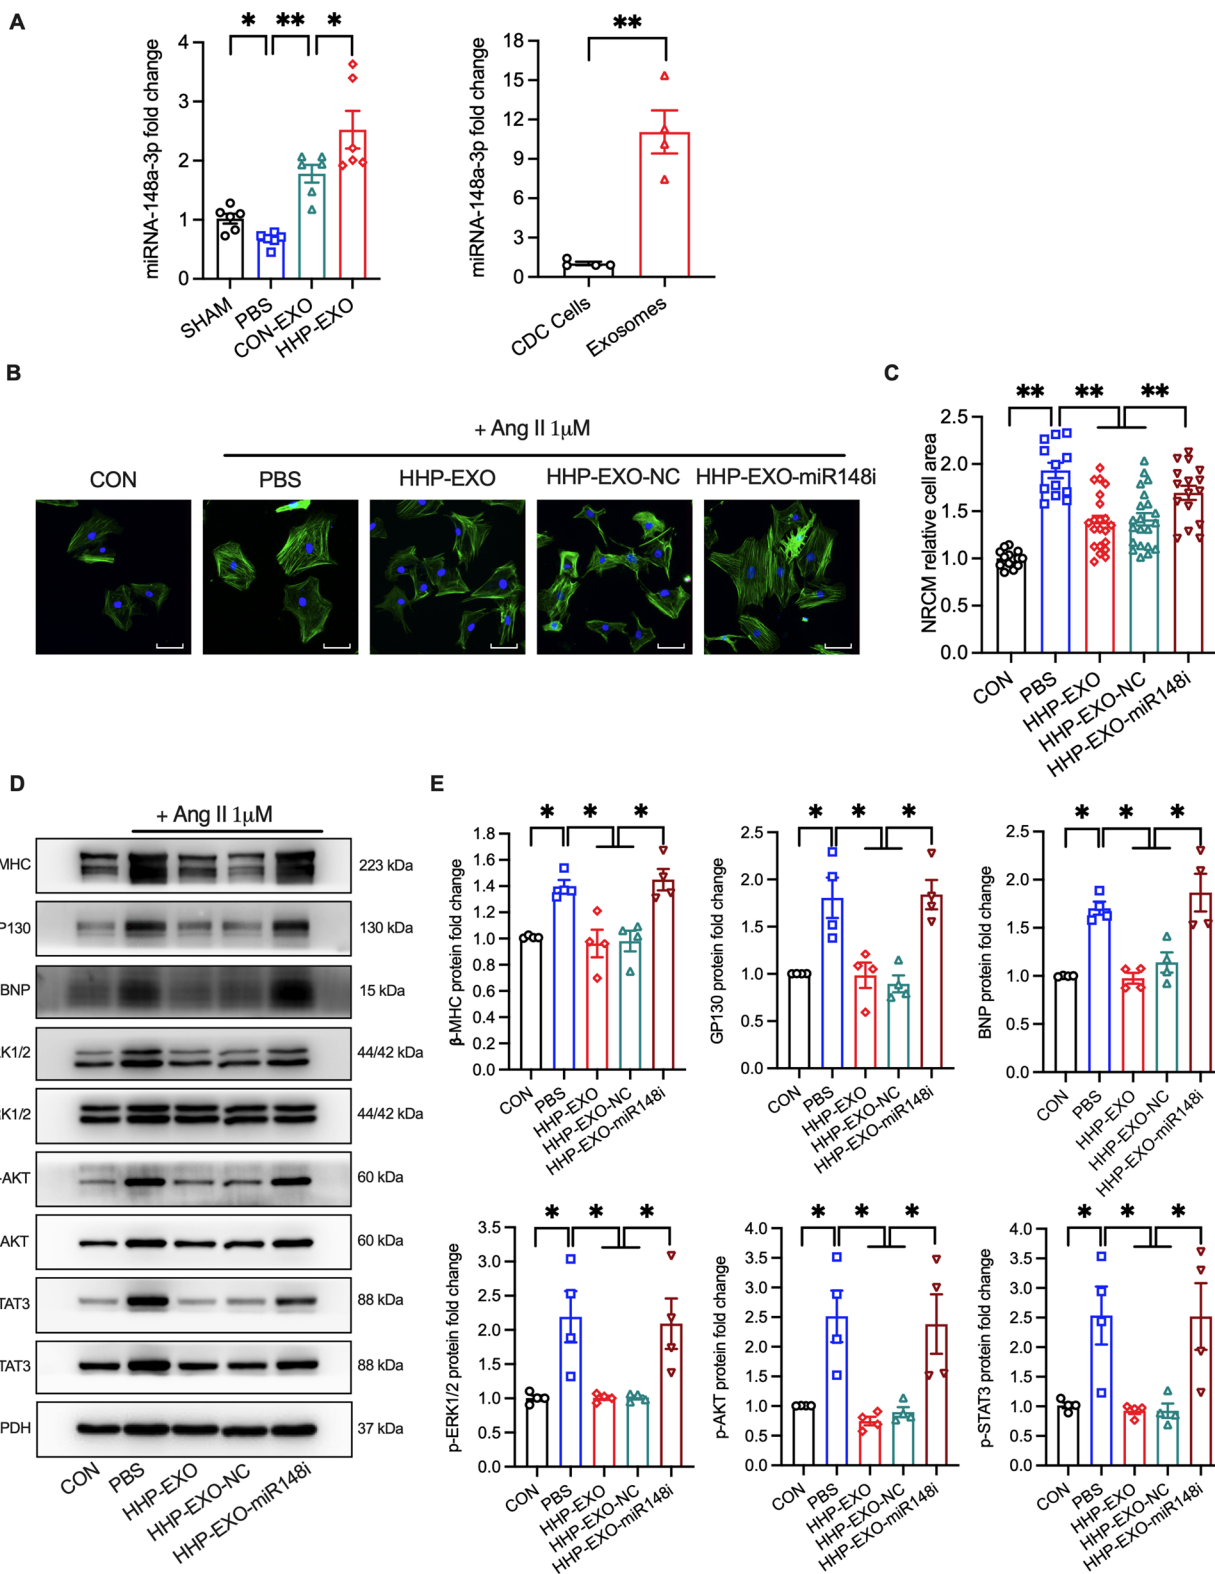 A
* ** *
miRNA-148a-3p fold change
4
3
2
1
0
SHAM
PBS
CON-EXO
HHP-EXO
**
miRNA-148a-3p fold change
18
15
12
9
6
3
0
CDC Cells
Exosomes
B
+ Ang II 1μM
CON
PBS
HHP-EXO
HHP-EXO-NC
HHP-EXO-miR148i
C
** ** **
NRCM relative cell area
2.5
2.0
1.5
1.0
0.5
0.0
CON
PBS
HHP-EXO
HHP-EXO-NC
HHP-EXO-miR148i
D
+ Ang II 1μM
MHC 223 kDa
P130 130 kDa
BNP 15 kDa
K1/2 44/42 kDa
K1/2 44/42 kDa
-AKT 60 kDa
AKT 60 kDa
TAT3 88 kDa
TAT3 88 kDa
PDH 37 kDa
CON
PBS
HHP-EXO
HHP-EXO-NC
HHP-EXO-miR148i
E
* * *
β-MHC protein fold change
1.8
1.6
1.4
1.2
1.0
0.8
0.6
0.4
0.2
0.0
CON
PBS
HHP-EXO
HHP-EXO-NC
HHP-EXO-miR148i
* * *
GP130 protein fold change
2.5
2.0
1.5
1.0
0.5
0.0
CON
PBS
HHP-EXO
HHP-EXO-NC
HHP-EXO-miR148i
* * *
BNP protein fold change
2.5
2.0
1.5
1.0
0.5
0.0
CON
PBS
HHP-EXO
HHP-EXO-NC
HHP-EXO-miR148i
* * *
p-ERK1/2 protein fold change
3.5
3.0
2.5
2.0
1.5
1.0
0.5
0.0
CON
PBS
HHP-EXO
HHP-EXO-NC
HHP-EXO-miR148i
* * *
p-AKT protein fold change
4.0
3.5
3.0
2.5
2.0
1.5
1.0
0.5
0.0
CON
PBS
HHP-EXO
HHP-EXO-NC
HHP-EXO-miR148i
* * *
p-STAT3 protein fold change
4.0
3.5
3.0
2.5
2.0
1.5
1.0
0.5
0.0
CON
PBS
HHP-EXO
HHP-EXO-NC
HHP-EXO-miR148i